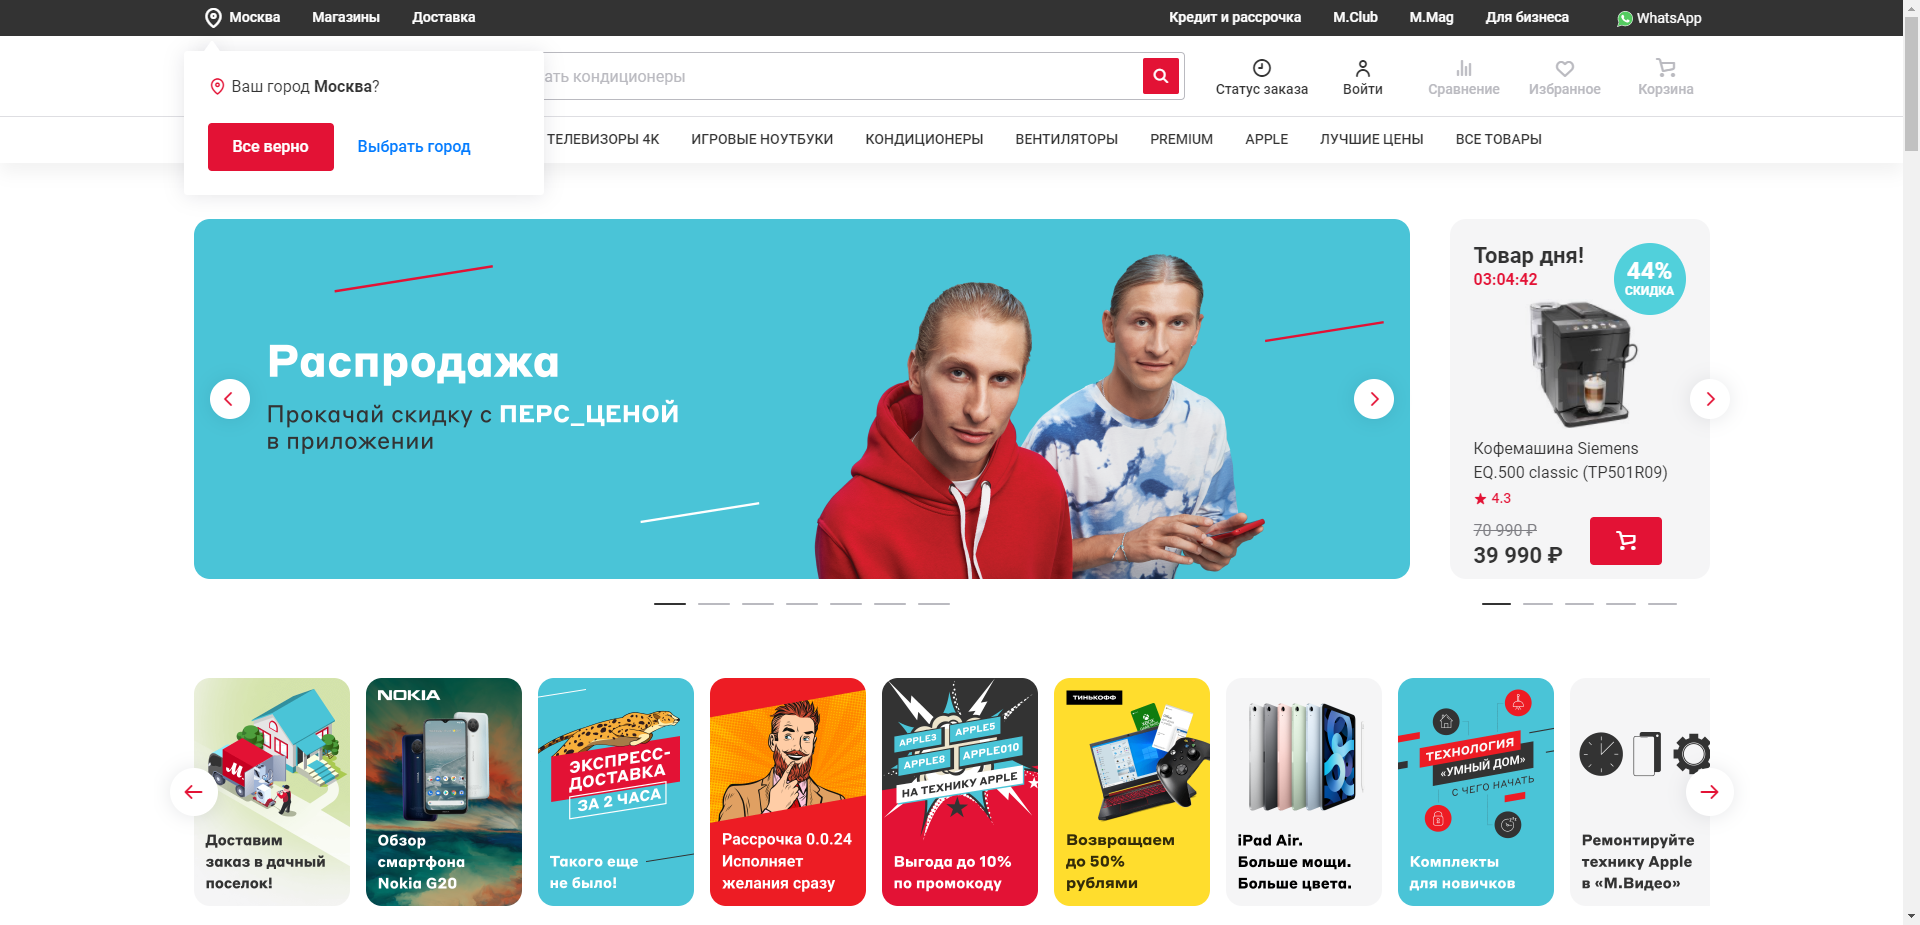 Москва
Магазины
Доставка
Кредит и рассрочка
M.Club
M.Mag
Для бизнеса
WhatsApp
Ваш город Москва?
Все верно
Выбрать город
ать кондиционеры
Статус заказа
Войти
Сравнение
Избранное
Корзина
ТЕЛЕВИЗОРЫ 4K
ИГРОВЫЕ НОУТБУКИ
КОНДИЦИОНЕРЫ
ВЕНТИЛЯТОРЫ
PREMIUM
APPLE
ЛУЧШИЕ ЦЕНЫ
ВСЕ ТОВАРЫ
Распродажа
Прокачай скидку с ПЕРС_ЦЕНОЙ
в приложении
Товар дня!
03:04:42
44%
СКИДКА
Кофемашина Siemens
EQ.500 classic (TP501R09)
4.3
70 990 ₽
39 990 ₽
М.
Доставим
заказ в дачный
поселок!
NOKIA
Обзор
смартфона
Nokia G20
ЭКСПРЕСС-
ДОСТАВКА
ЗА 2 ЧАСА
Такого еще
не было!
Рассрочка 0.0.24
Исполняет
желания сразу
APPLE3
APPLE5
APPLE8
APPLE010
НА ТЕХНИКУ APPLE
Выгода до 10%
по промокоду
ТИНЬКОФФ
Возвращаем
до 50%
рублями
iPad Air.
Больше мощи.
Больше цвета.
ТЕХНОЛОГИЯ
«УМНЫЙ ДОМ»
С ЧЕГО НАЧАТЬ
Комплекты
для новичков
Ремонтируйте
технику Apple
в «М.Видео»